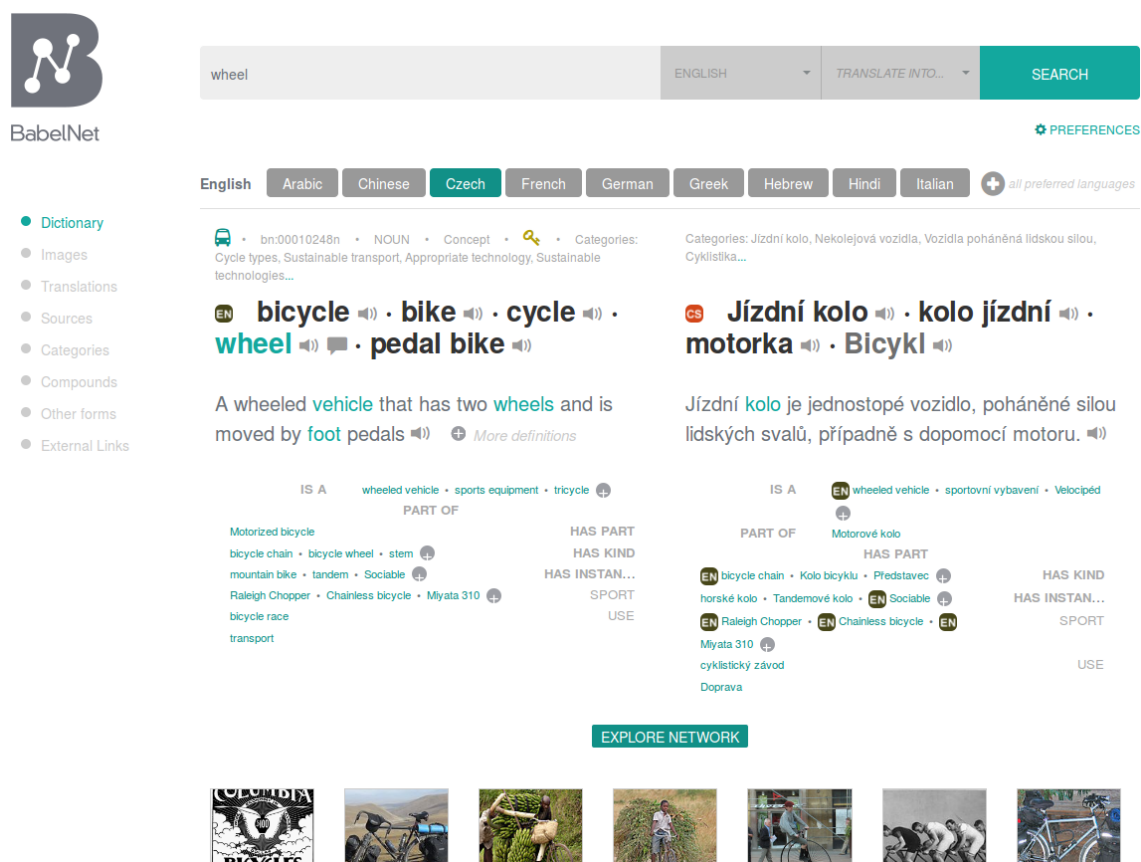 wheel
ENGLISH
TRANSLATE INTO...
SEARCH
BabelNet
PREFERENCES
English Arabic Chinese Czech French German Greek Hebrew Hindi Italian all preferred languages
Dictionary
Images
Translations
Sources
Categories
Compounds
Other forms
External Links
• bn:00010248n • NOUN • Concept • • Categories:
Cycle types, Sustainable transport, Appropriate technology, Sustainable
technologies...
EN bicycle · bike · cycle ·
wheel · pedal bike
A wheeled vehicle that has two wheels and is
moved by foot pedals More definitions
IS A wheeled vehicle • sports equipment • tricycle
PART OF
Motorized bicycle HAS PART
bicycle chain • bicycle wheel • stem HAS KIND
mountain bike • tandem • Sociable HAS INSTAN...
Raleigh Chopper • Chainless bicycle • Miyata 310 SPORT
bicycle race USE
transport
Categories: Jízdní kolo, Nekolejová vozidla, Vozidla poháněná lidskou silou,
Cyklistika...
CS Jízdní kolo · kolo jízdní ·
motorka · Bicykl
Jízdní kolo je jednostopé vozidlo, poháněné silou
lidských svalů, případně s dopomocí motoru.
IS A EN wheeled vehicle • sportovní vybavení • Velocipéd
PART OF Motorové kolo
HAS PART
EN bicycle chain • Kolo bicyklu • Představec HAS KIND
horské kolo • Tandemové kolo • EN Sociable HAS INSTAN...
EN Raleigh Chopper • EN Chainless bicycle • EN SPORT
Miyata 310
cyklistický závod USE
Doprava
EXPLORE NETWORK
COLUMBIA
BICYCLES